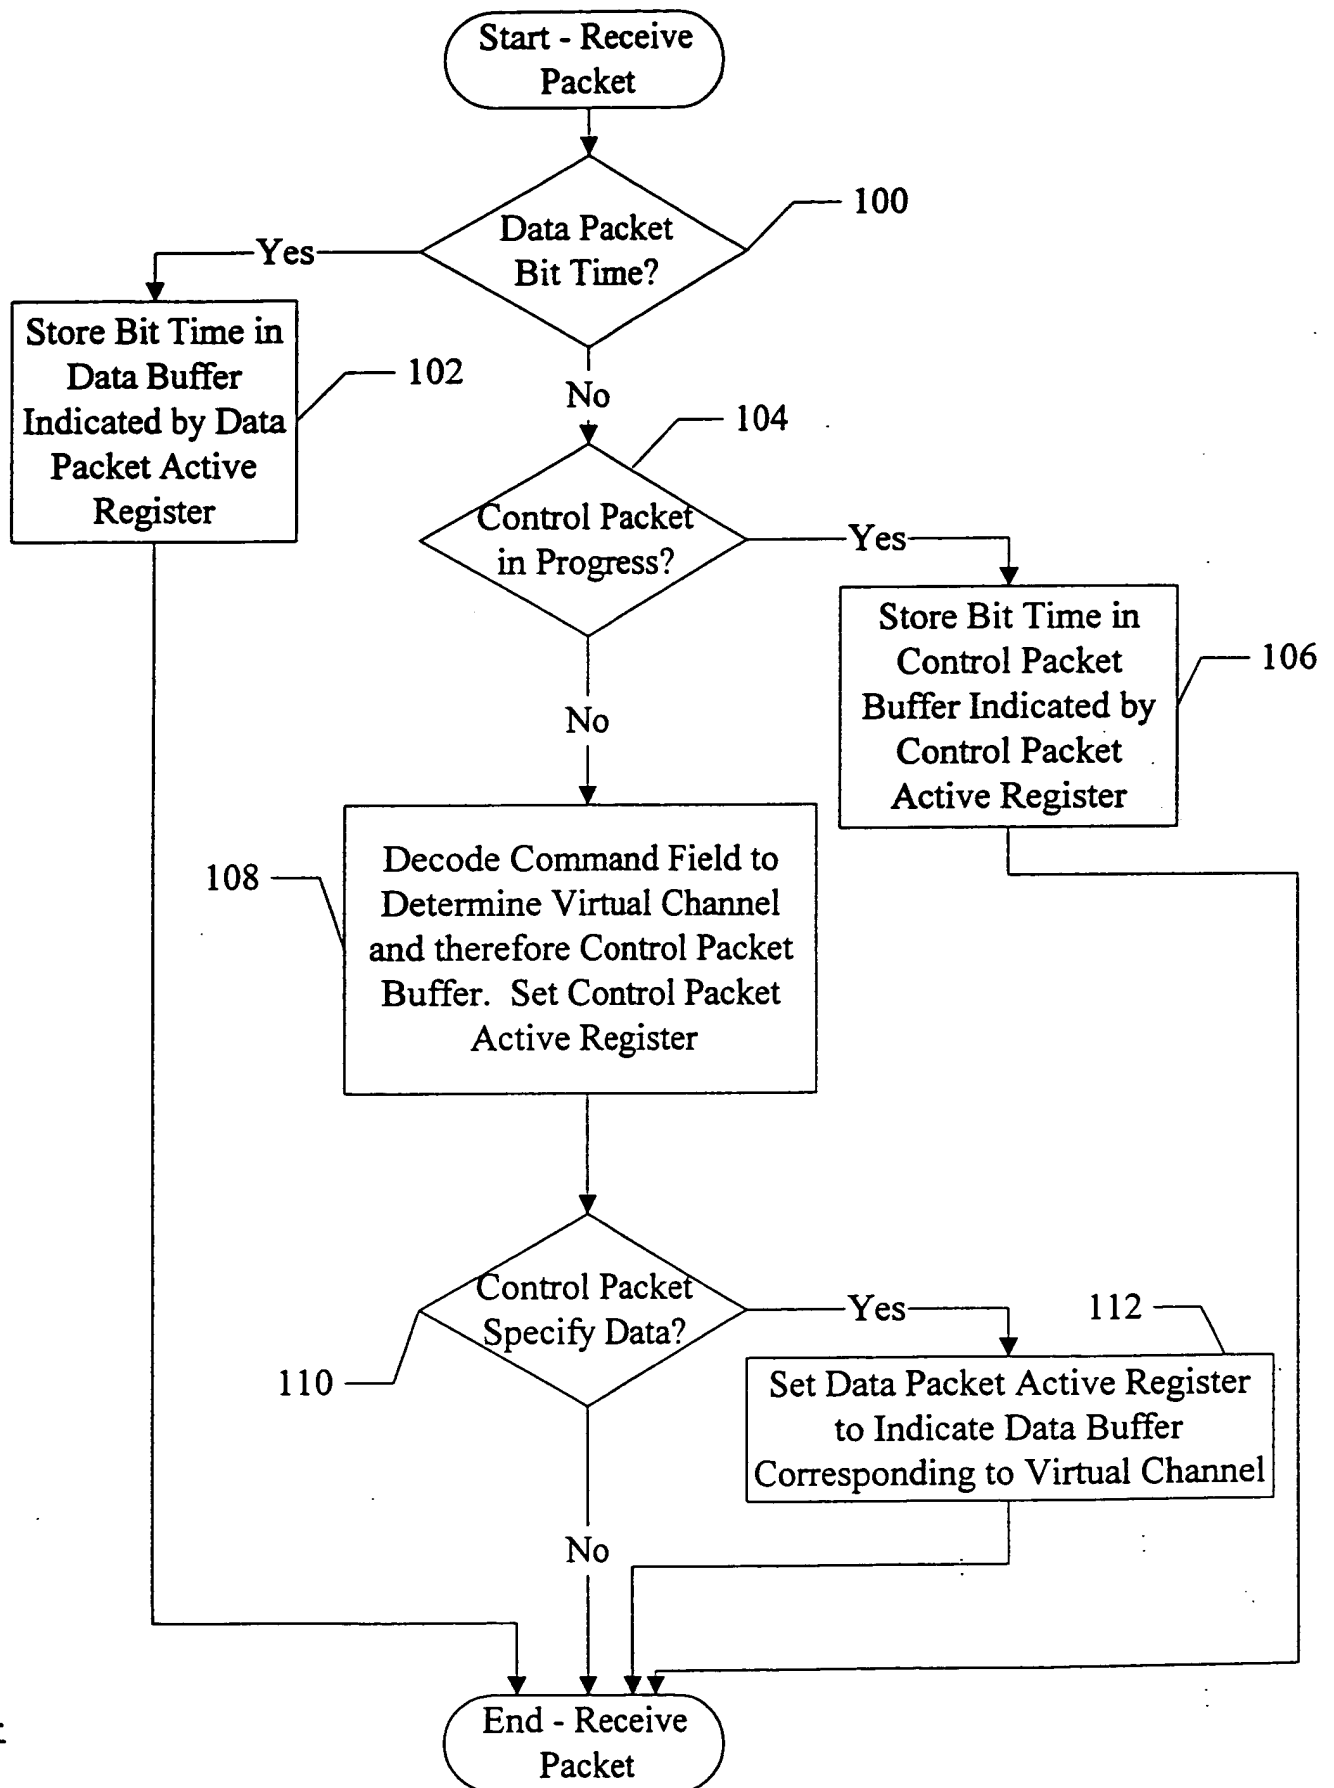 Start - Receive
Packet
100
Data Packet
Bit Time?
Yes
Store Bit Time in
Data Buffer
Indicated by Data
Packet Active
Register
102
No
104
Control Packet
in Progress?
Yes
Store Bit Time in
Control Packet
Buffer Indicated by
Control Packet
Active Register
106
No
108
Decode Command Field to
Determine Virtual Channel
and therefore Control Packet
Buffer. Set Control Packet
Active Register
Control Packet
Specify Data?
110
Yes
112
Set Data Packet Active Register
to Indicate Data Buffer
Corresponding to Virtual Channel
No
End - Receive
Packet